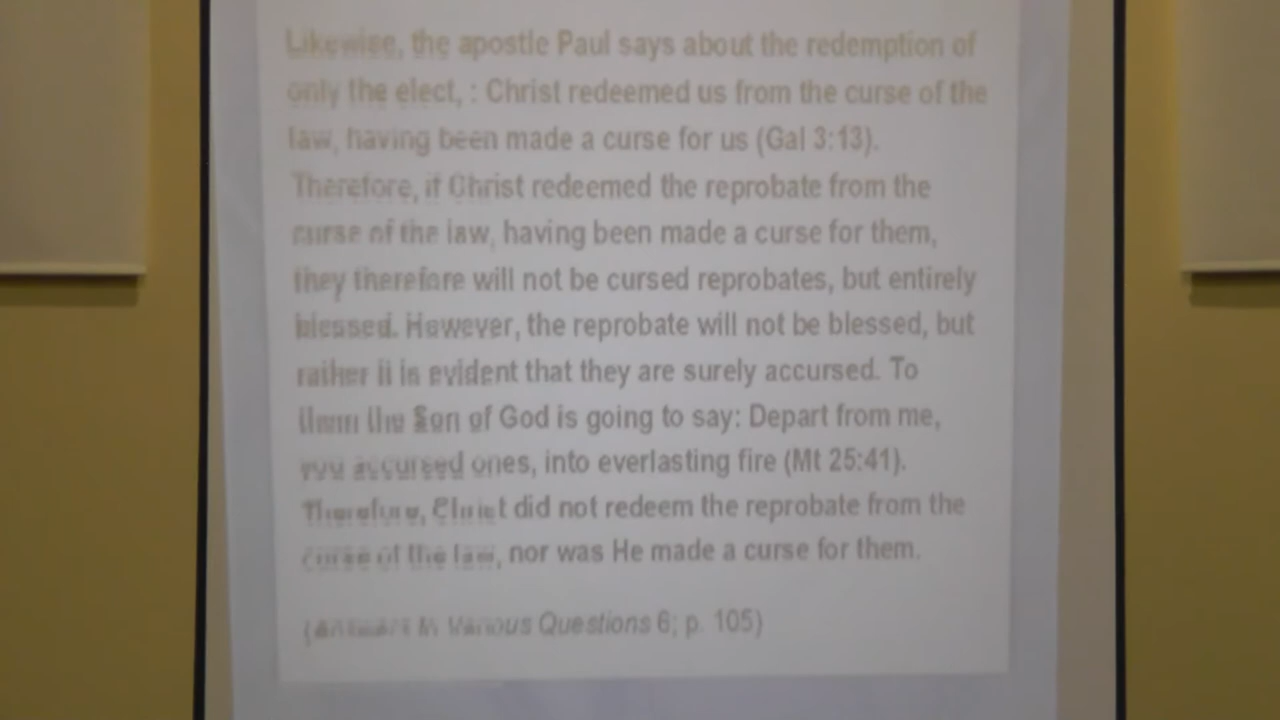 Likewise, the apostle Paul says about the redemption of
only the elect, : Christ redeemed us from the curse of the
law, having been made a curse for us (Gal 3:13).
Therefore, if Christ redeemed the reprobate from the
curse of the law, having been made a curse for them,
they therefore will not be cursed reprobates, but entirely
blessed. However, the reprobate will not be blessed, but
rather it is evident that they are surely accursed. To
them the Son of God is going to say: Depart from me,
you accursed ones, into everlasting fire (Mt 25:41).
Therefore, Christ did not redeem the reprobate from the
curse of the law, nor was He made a curse for them.
(Answers to Various Questions 6; p. 105)